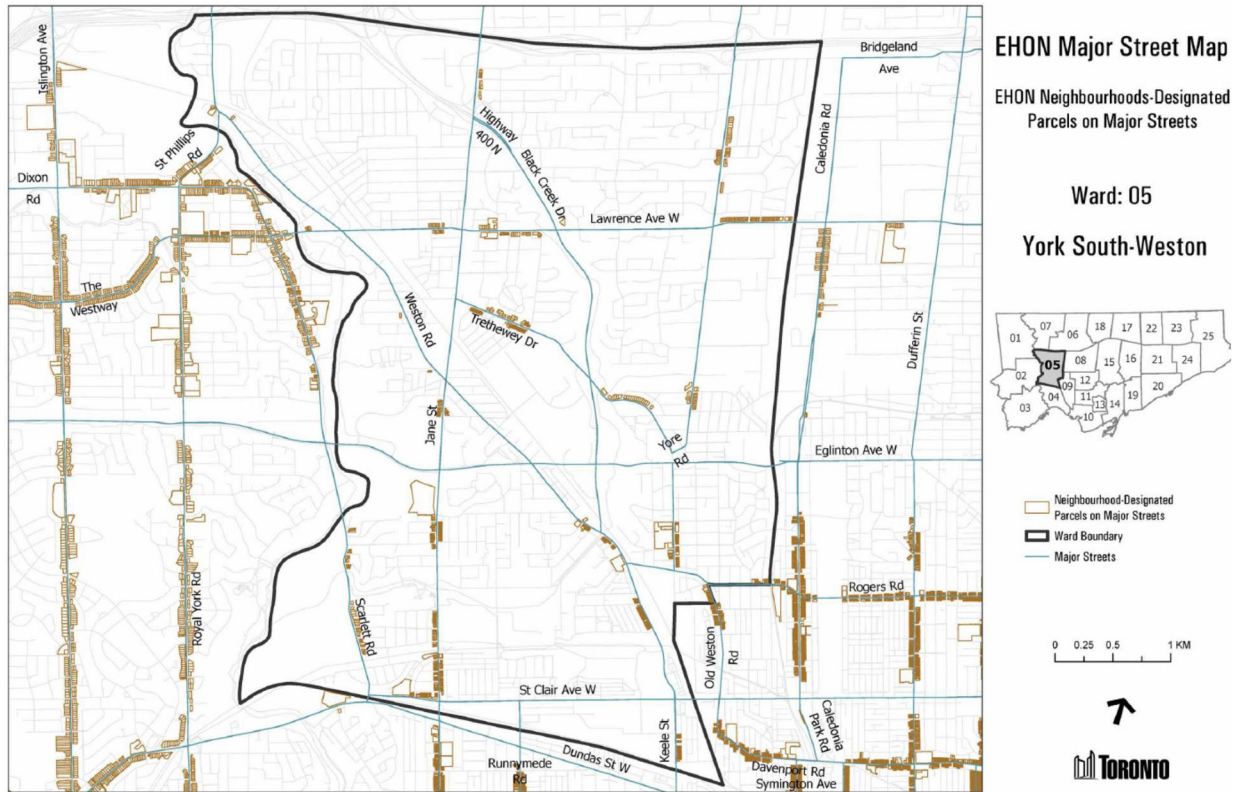 EHON Major Street Map
EHON Neighbourhoods-Designated
Parcels on Major Streets
Ward: 05
York South-Weston
Islington Ave
St Phillips
Rd
Dixon
Rd
The
Westway
Royal York Rd
Scarlett Rd
Weston Rd
Jane St
Highway
400 N
Black Creek Dr
Lawrence Ave W
Trethewey Dr
Yore
Rd
Bridgeland
Ave
Caledonia Rd
Dufferin St
Eglinton Ave W
Rogers Rd
Old Weston
Rd
St Clair Ave W
Keele St
Dundas St W
Runnymede
Rd
Caledonia
Park Rd
Davenport Rd
Symington Ave
01
07
06
18
17
22
23
25
02
05
08
15
16
21
24
03
04
09
12
11
10
13
14
19
20
Neighbourhood-Designated
Parcels on Major Streets
Ward Boundary
Major Streets
0 0.25 0.5 1 KM
TORONTO